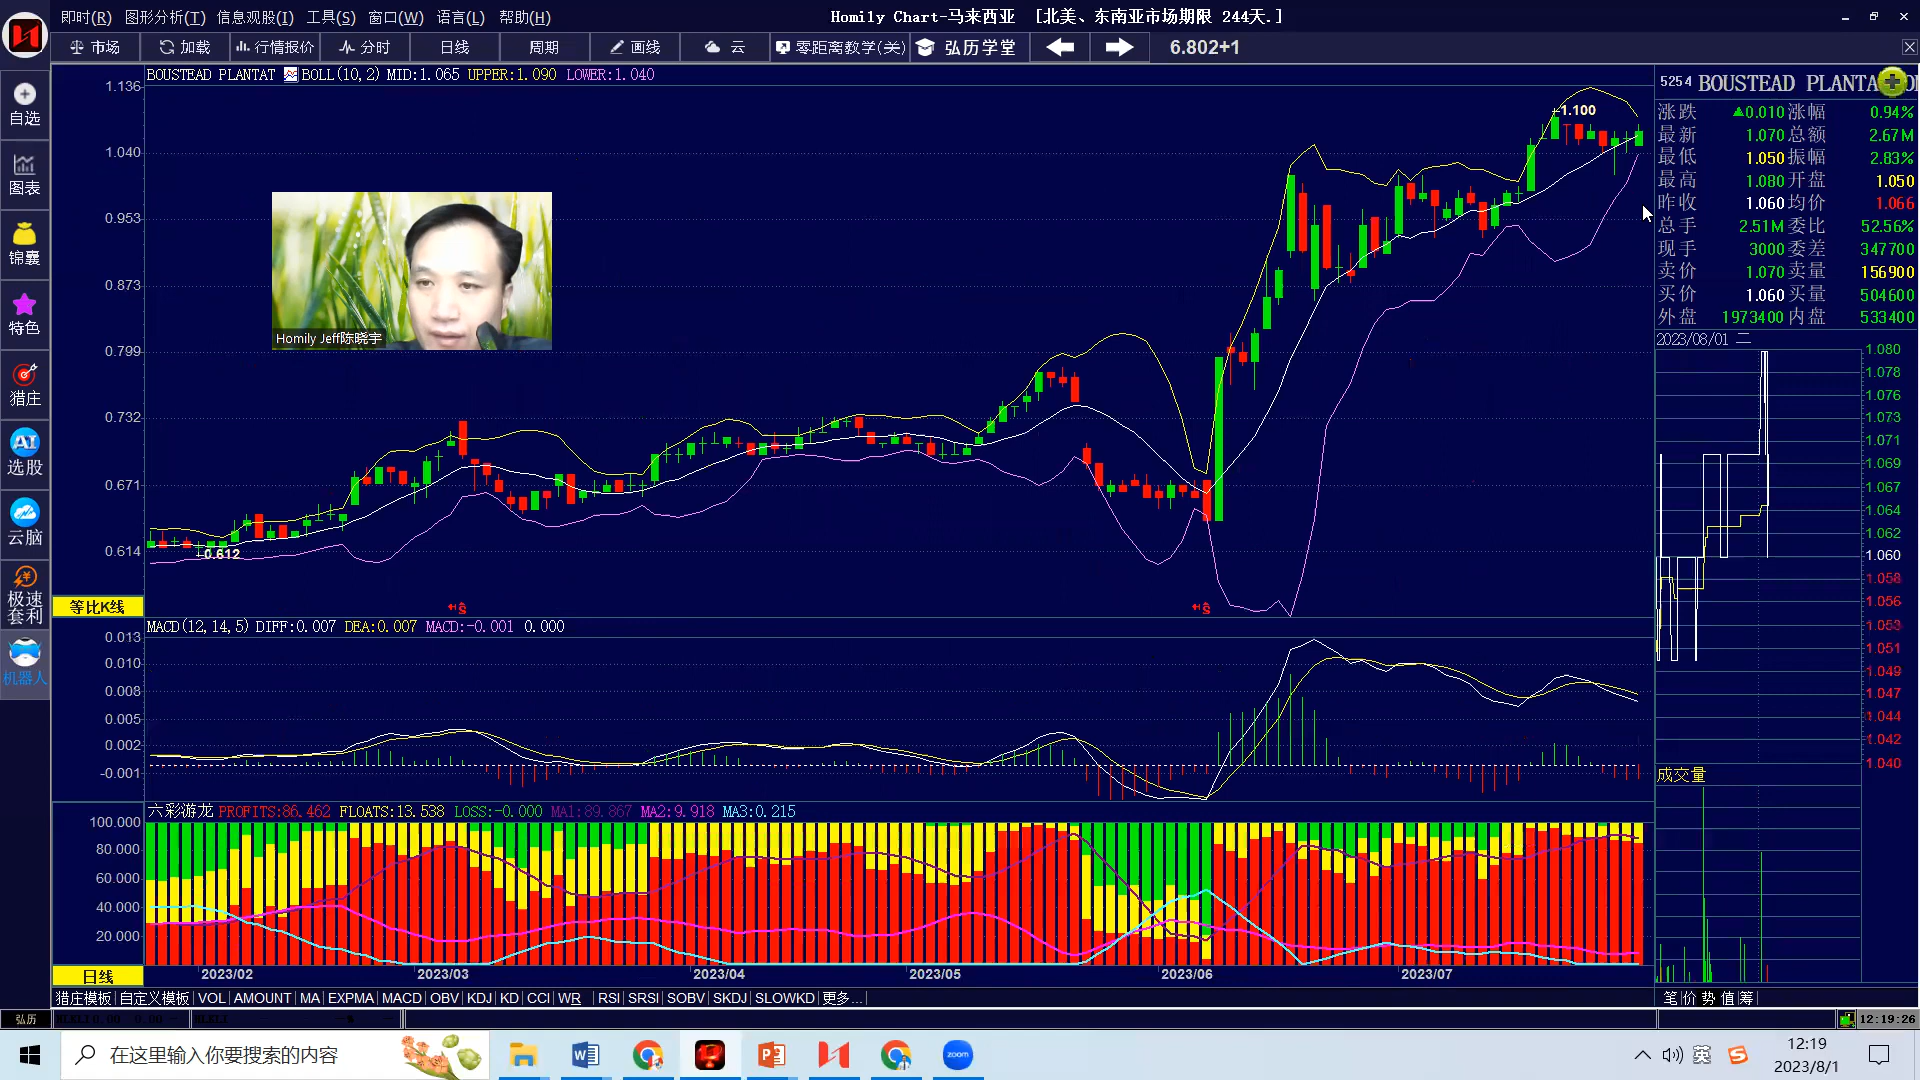 即时(R) 图形分析(T) 信息观股(I) 工具(S) 窗口(W) 语言(L) 帮助(H)
Homily Chart-马来西亚 [北美、东南亚市场期限 244天.]
市场 加载 行情报价 分时 日线 周期 画线 云 零距离教学(关) 弘历学堂 6.802+1
自选
图表
锦囊
特色
猎庄
AI
选股
云脑
极速
套利
机器人
BOUSTEAD PLANTAT BOLL(10,2) MID:1.065 UPPER:1.090 LOWER:1.040
1.136
1.040
0.953
0.873
0.799
0.732
0.671
0.614
1.100
0.612
Homily Jeff陈晓宇
等比K线
MACD(12,14,5) DIFF:0.007 DEA:0.007 MACD:-0.001 0.000
0.013
0.010
0.008
0.005
0.002
-0.001
六彩游龙 PROFITS:86.462 FLOATS:13.538 LOSS:-0.000 MA1:89.867 MA2:9.918 MA3:0.215
100.000
80.000
60.000
40.000
20.000
日线 2023/02 2023/03 2023/04 2023/05 2023/06 2023/07
猎庄模板 自定义模板 VOL AMOUNT MA EXPMA MACD OBV KDJ KD CCI WR RSI SRSI SOBV SKDJ SLOWKD 更多...
5254 BOUSTEAD PLANTA
涨跌 ▲0.010 涨幅 0.94%
最新 1.070 总额 2.67M
最低 1.050 振幅 2.83%
最高 1.080 开盘 1.050
昨收 1.060 均价 1.066
总手 2.51M 委比 52.56%
现手 3000 委差 347700
卖价 1.070 卖量 156900
买价 1.060 买量 504600
外盘 1973400 内盘 533400
2023/08/01 二
1.080
1.078
1.076
1.073
1.071
1.069
1.067
1.064
1.062
1.060
1.058
1.056
1.053
1.051
1.049
1.047
1.044
1.042
1.040
成交量
笔 价 势 值 筹
弘历
12:19:26
在这里输入你要搜索的内容
zoom
英
12:19
2023/8/1